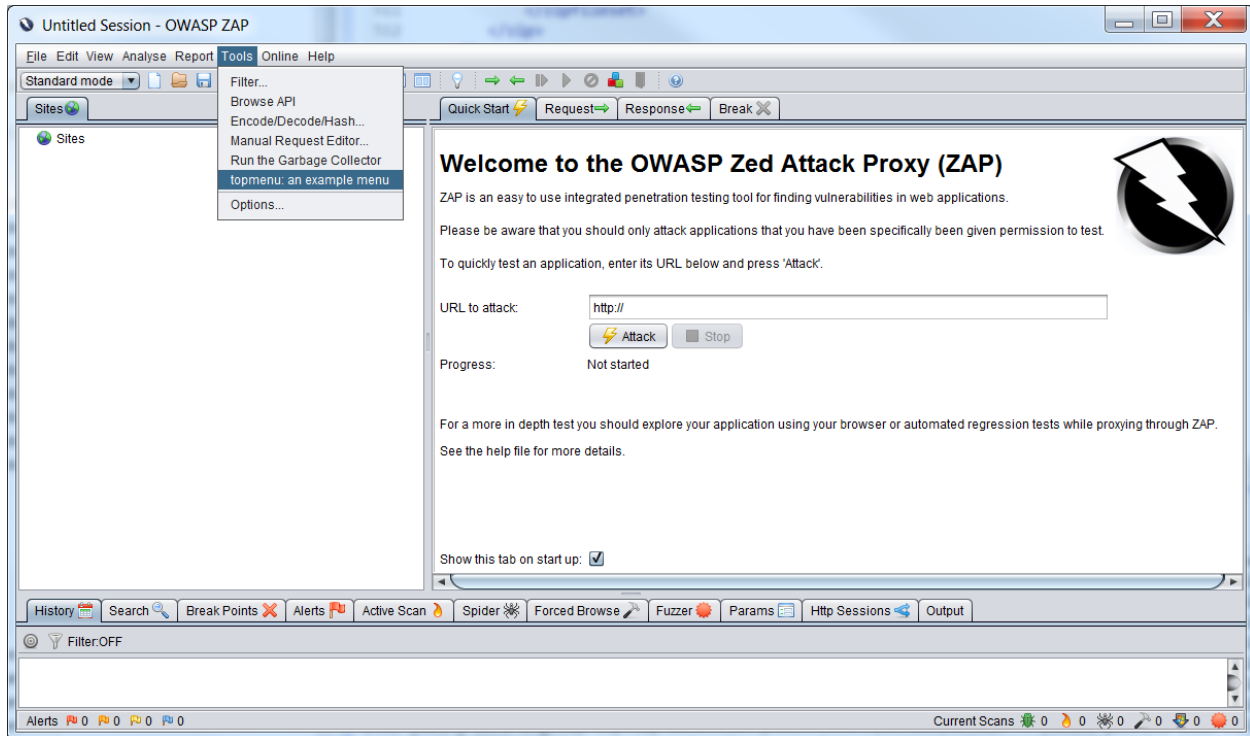 Untitled Session - OWASP ZAP
File Edit View Analyse Report Tools Online Help
Standard mode
Filter...
Browse API
Encode/Decode/Hash...
Manual Request Editor...
Run the Garbage Collector
topmenu: an example menu
Options...
Sites
Sites
Quick Start Request Response Break
Welcome to the OWASP Zed Attack Proxy (ZAP)
ZAP is an easy to use integrated penetration testing tool for finding vulnerabilities in web applications.
Please be aware that you should only attack applications that you have been specifically been given permission to test.
To quickly test an application, enter its URL below and press 'Attack'.
URL to attack: http://
Attack Stop
Progress: Not started
For a more in depth test you should explore your application using your browser or automated regression tests while proxying through ZAP.
See the help file for more details.
Show this tab on start up:
History Search Break Points Alerts Active Scan Spider Forced Browse Fuzzer Params Http Sessions Output
Filter:OFF
Alerts 0 0 0 0 Current Scans 0 0 0 0 0 0